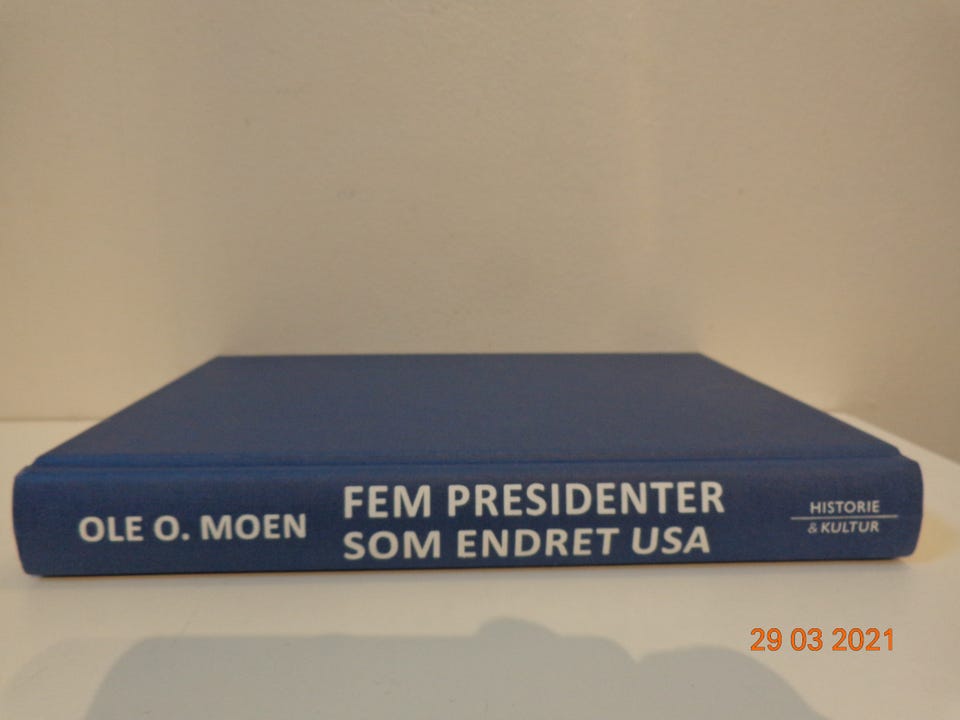 OLE O. MOEN
FEM PRESIDENTER
SOM ENDRET USA
HISTORIE
& KULTUR
29 03 2021